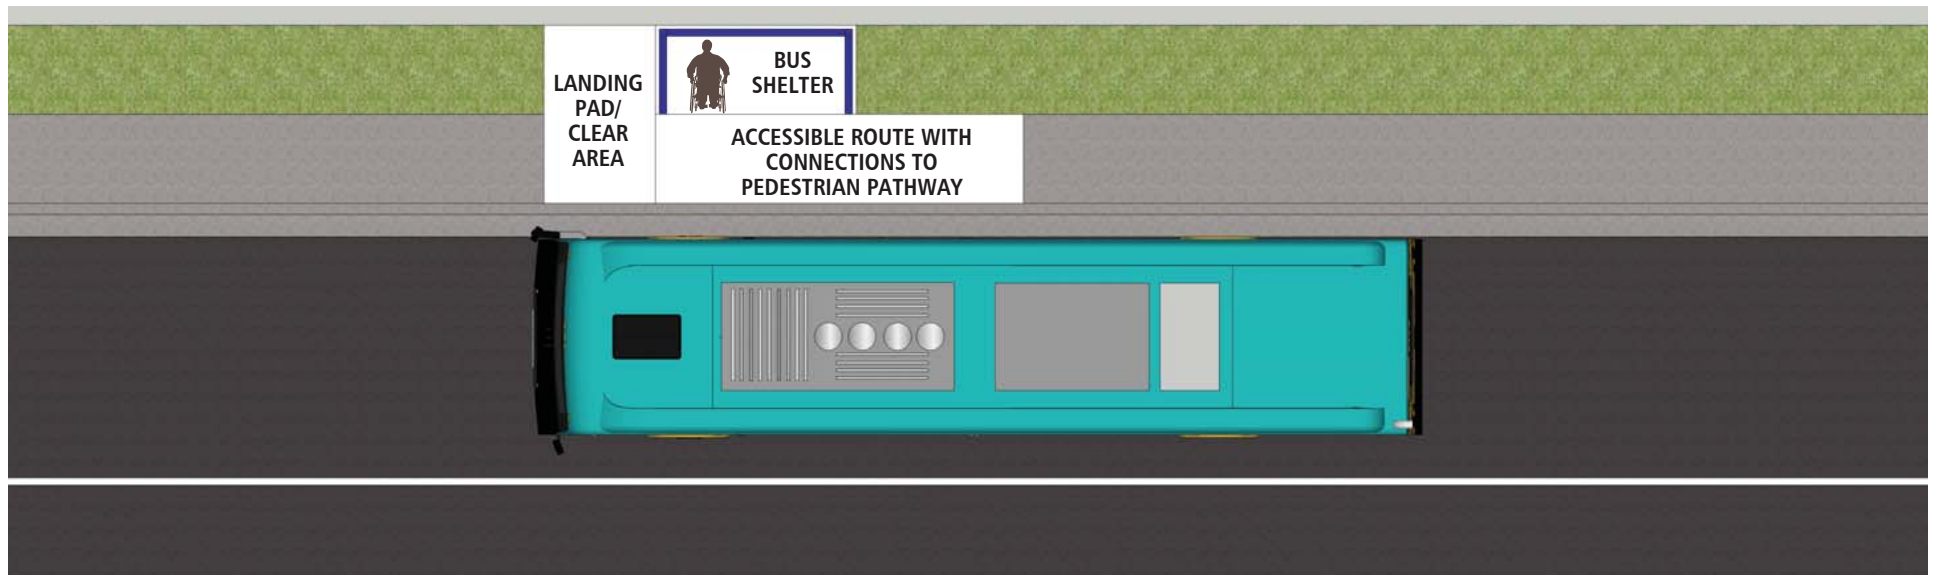 LANDING
PAD/
CLEAR
AREA
BUS
SHELTER
ACCESSIBLE ROUTE WITH
CONNECTIONS TO
PEDESTRIAN PATHWAY